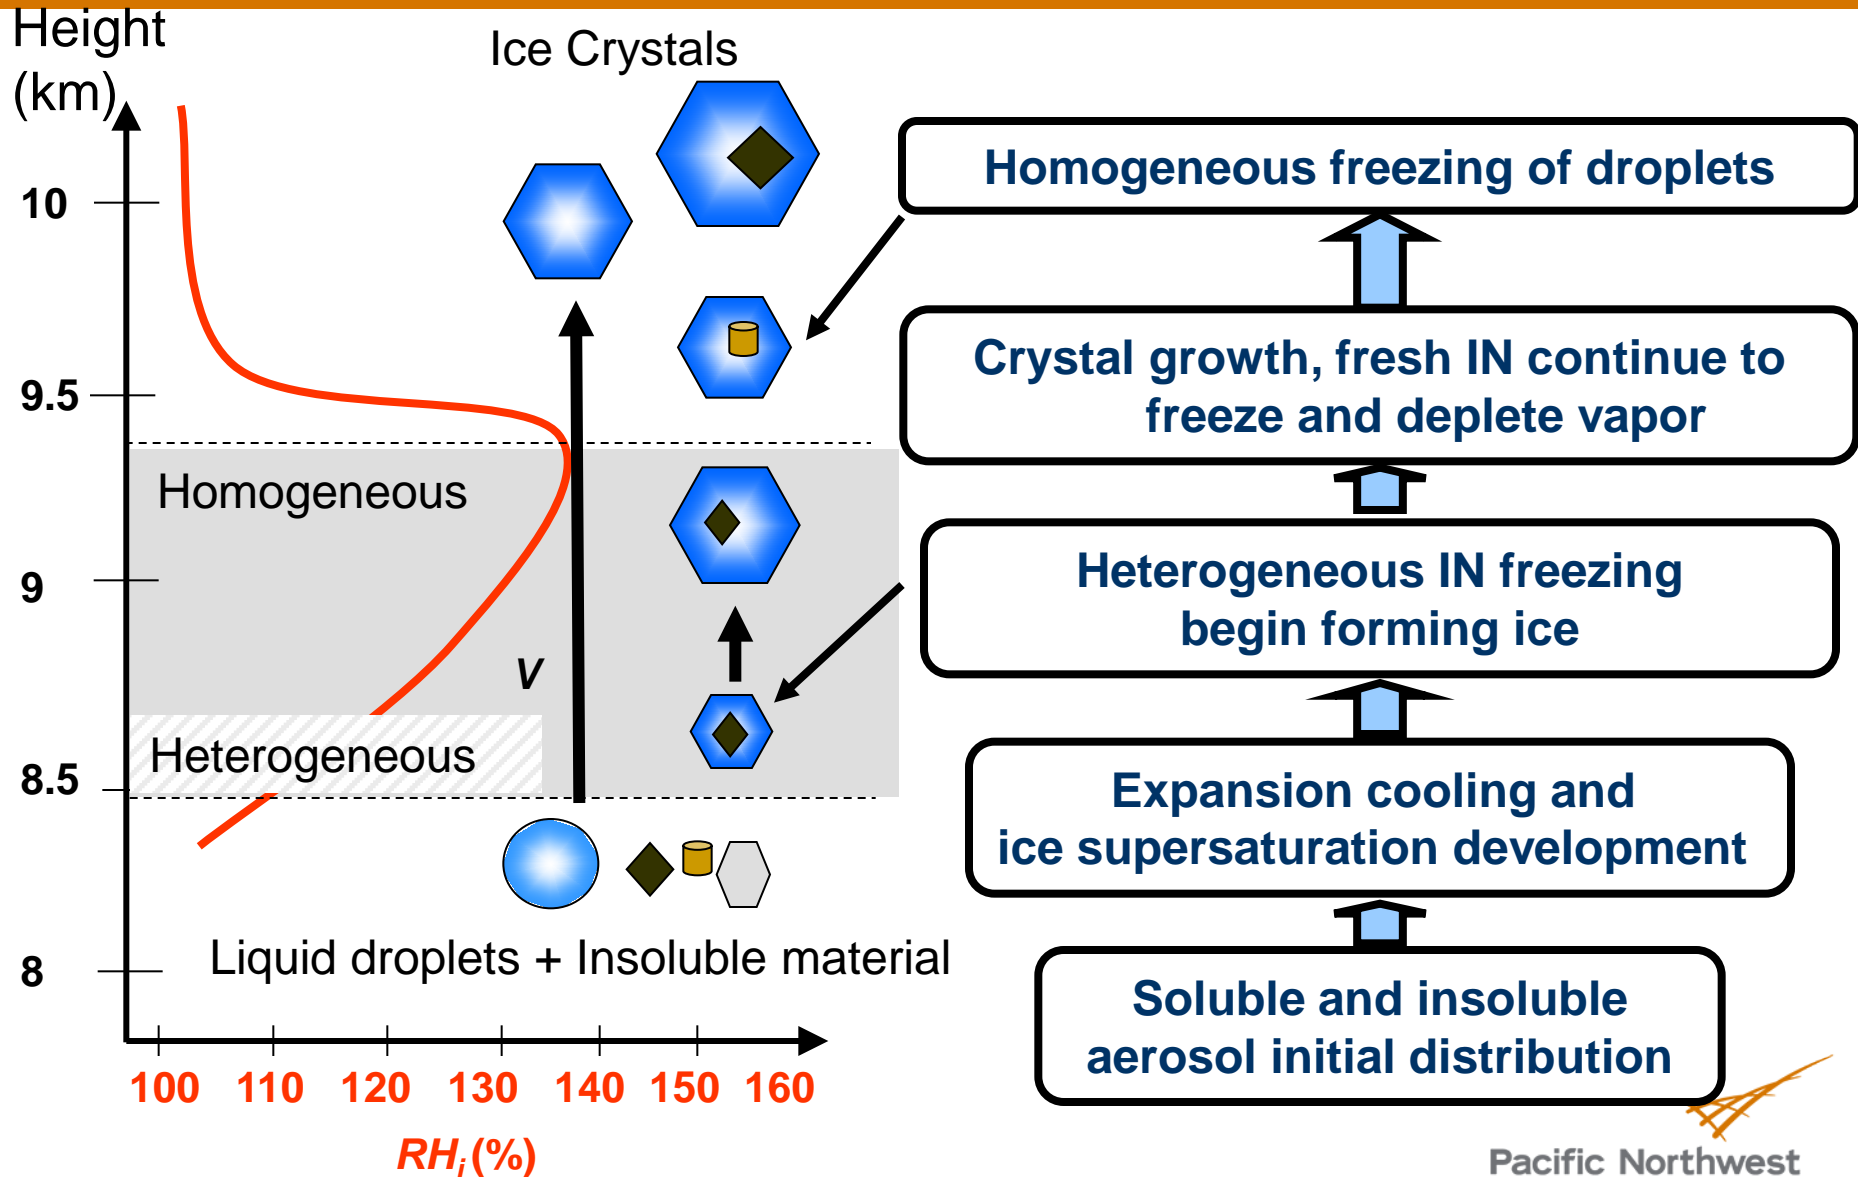 Height
(km)
Ice Crystals
10
9.5
9
8.5
8
Homogeneous
V
Heterogeneous
Liquid droplets + Insoluble material
100 110 120 130 140 150 160
RHi (%)
Homogeneous freezing of droplets
Crystal growth, fresh IN continue to
freeze and deplete vapor
Heterogeneous IN freezing
begin forming ice
Expansion cooling and
ice supersaturation development
Soluble and insoluble
aerosol initial distribution
Pacific Northwest